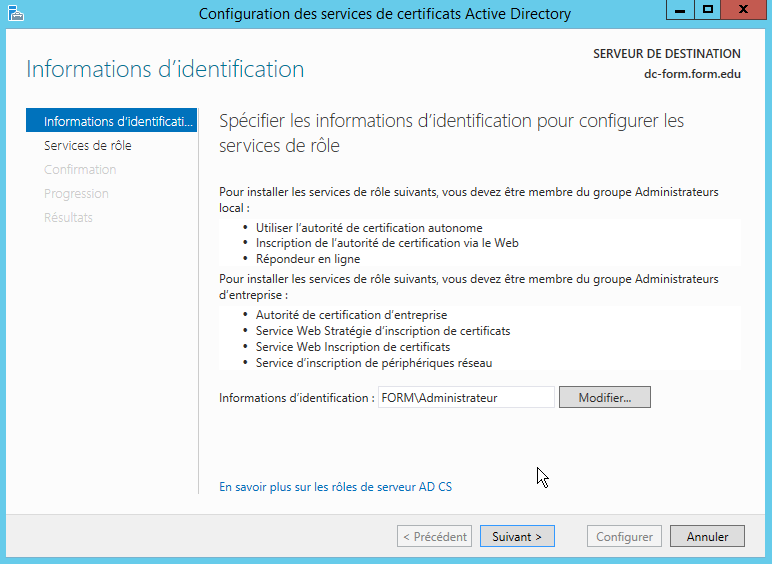 Configuration des services de certificats Active Directory
Informations d’identification
SERVEUR DE DESTINATION
dc-form.form.edu
Informations d’identificati...
Services de rôle
Confirmation
Progression
Résultats
Spécifier les informations d’identification pour configurer les
services de rôle
Pour installer les services de rôle suivants, vous devez être membre du groupe Administrateurs
local :
• Utiliser l’autorité de certification autonome
• Inscription de l’autorité de certification via le Web
• Répondeur en ligne
Pour installer les services de rôle suivants, vous devez être membre du groupe Administrateurs
d’entreprise :
• Autorité de certification d’entreprise
• Service Web Stratégie d’inscription de certificats
• Service Web Inscription de certificats
• Service d’inscription de périphériques réseau
Informations d’identification : FORM\Administrateur Modifier...
En savoir plus sur les rôles de serveur AD CS
< Précédent Suivant > Configurer Annuler